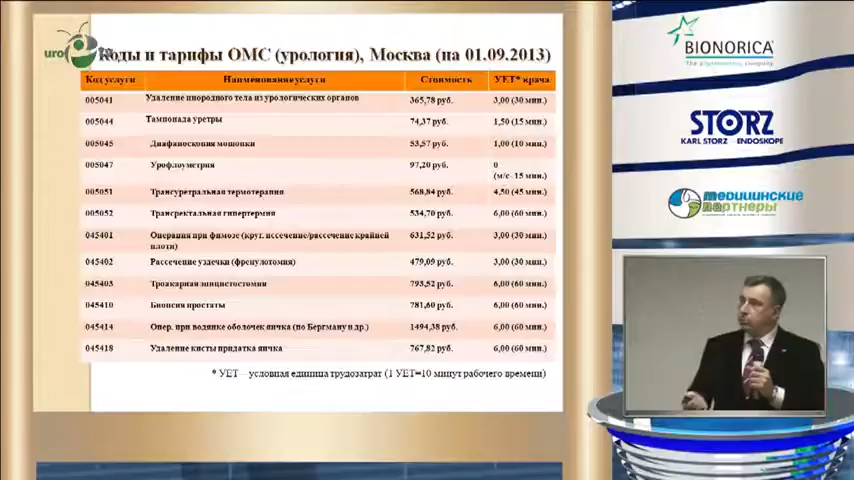 uro
Коды и тарифы ОМС (урология), Москва (на 01.09.2013)
Код услуги Наименование услуги Стоимость УЕТ* врача
005041 Удаление инородного тела из урологических органов 365,78 руб. 3,00 (30 мин.)
005044 Тампонада уретры 74,37 руб. 1,50 (15 мин.)
005045 Диафаноскопия мошонки 53,57 руб. 1,00 (10 мин.)
005047 Урофлоуметрия 97,20 руб. 0
(м/с–15 мин.)
005051 Трансуретральная термотерапия 568,84 руб. 4,50 (45 мин.)
005052 Трансректальная гипертермия 534,70 руб. 6,00 (60 мин.)
045401 Операция при фимозе (круг. иссечение/рассечение крайней 631,52 руб. 3,00 (30 мин.)
плоти)
045402 Рассечение уздечки (френулотомия) 479,09 руб. 3,00 (30 мин.)
045403 Троакарная эпицистостомия 793,52 руб. 6,00 (60 мин.)
045410 Биопсия простаты 781,60 руб. 6,00 (60 мин.)
045414 Опер. при водянке оболочек яичка (по Бергману и др.) 1494,38 руб. 6,00 (60 мин.)
045418 Удаление кисты придатка яичка 767,82 руб. 6,00 (60 мин.)
* УЕТ – условная единица трудозатрат (1 УЕТ=10 минут рабочего времени)
BIONORICA
The phytoneering company
STORZ
KARL STORZ – ENDOSKOPE
медицинские
партнеры